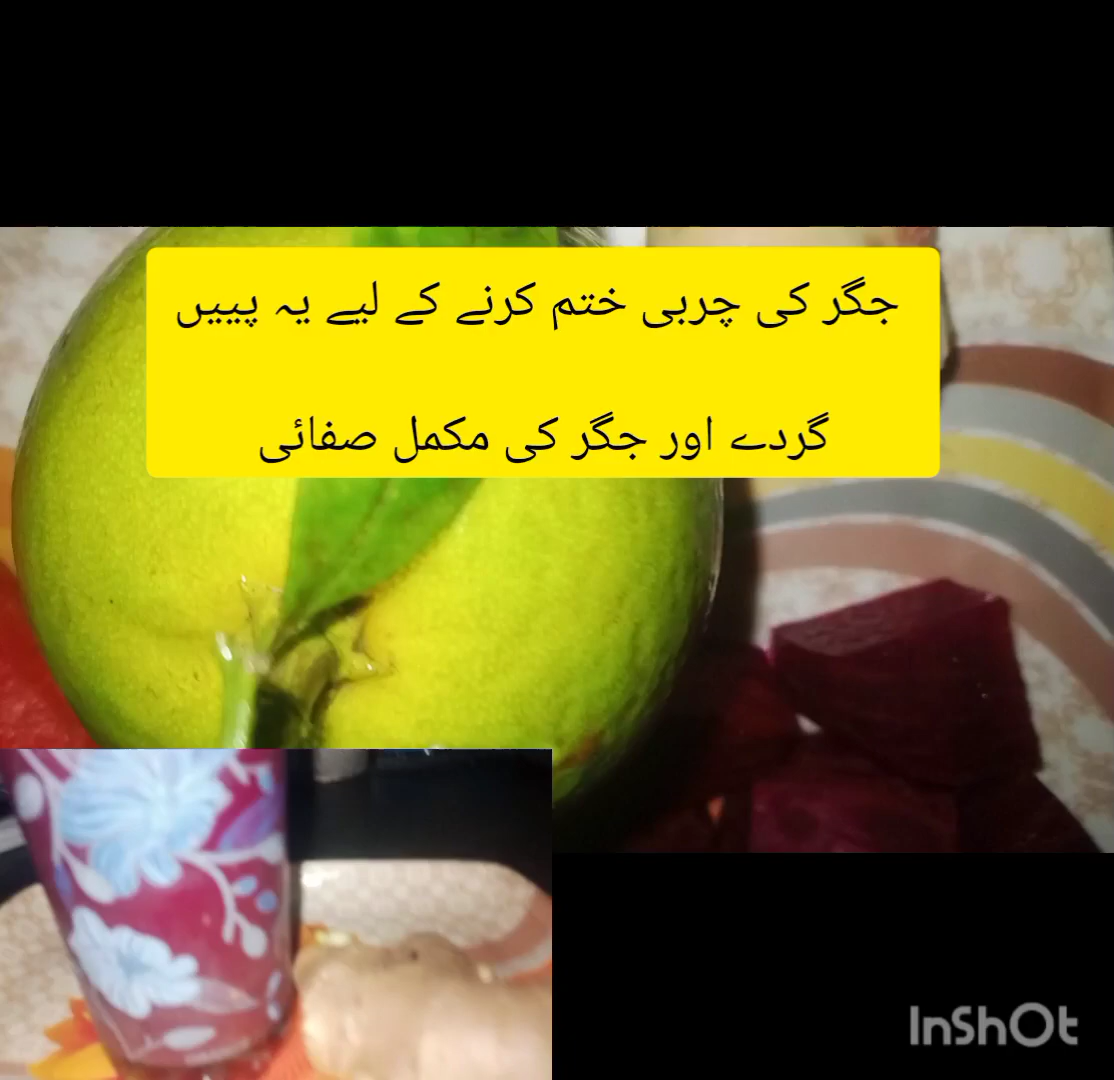 جگر کی چربی ختم کرنے کے لیے یہ پییں
گردے اور جگر کی مکمل صفائی
InShOt